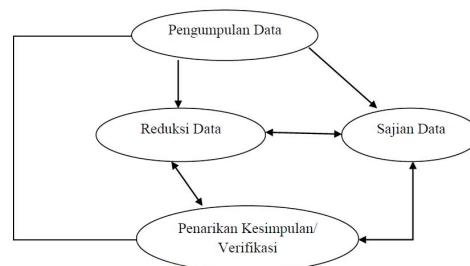 Pengumpulan Data
Reduksi Data
Sajian Data
Penarikan Kesimpulan/
Verifikasi